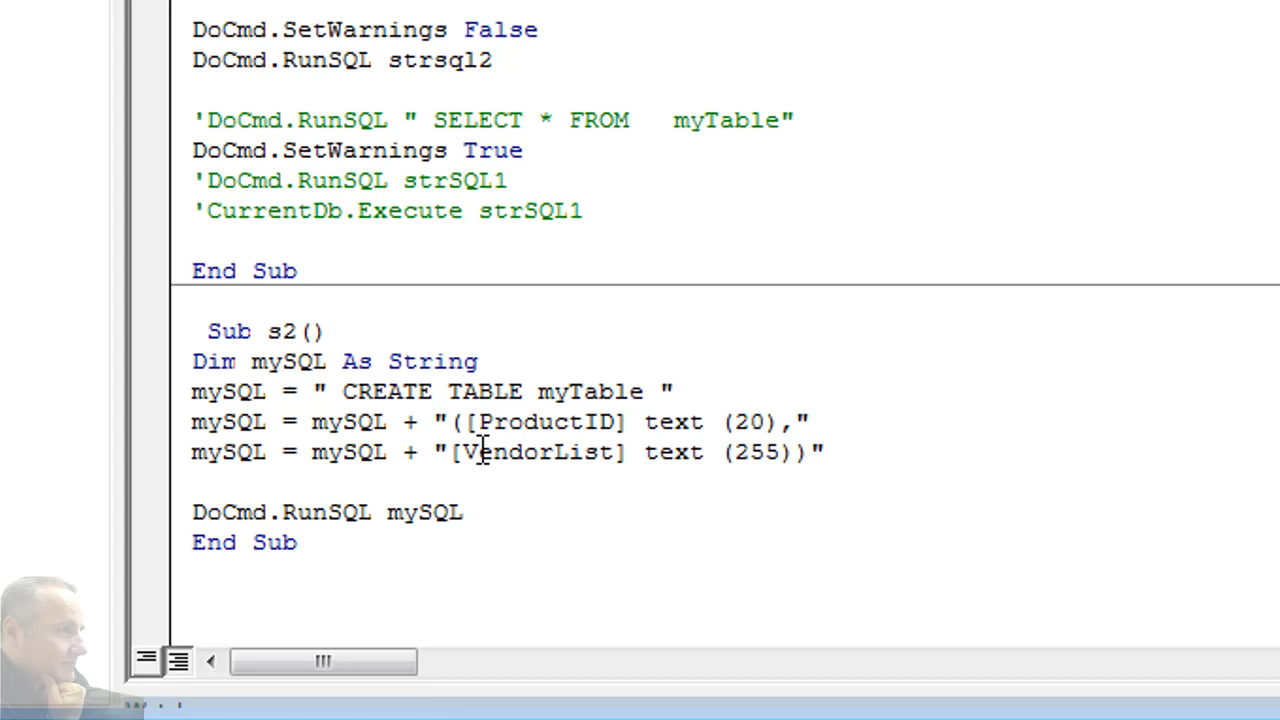 DoCmd.SetWarnings False
DoCmd.RunSQL strsql2
'DoCmd.RunSQL " SELECT * FROM   myTable"
DoCmd.SetWarnings True
'DoCmd.RunSQL strSQL1
'CurrentDb.Execute strSQL1
End Sub
Sub s2()
Dim mySQL As String
mySQL = " CREATE TABLE myTable "
mySQL = mySQL + "([ProductID] text (20),"
mySQL = mySQL + "[VendorList] text (255))"
DoCmd.RunSQL mySQL
End Sub